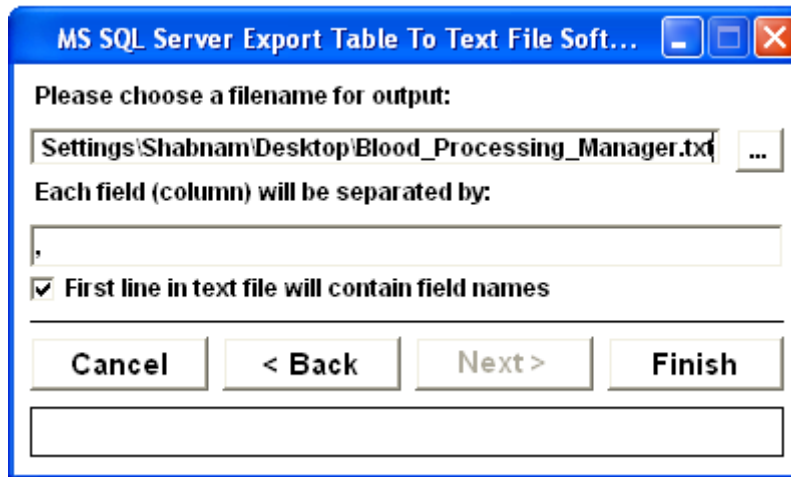 MS SQL Server Export Table To Text File Soft...
Please choose a filename for output:
Settings\Shabnam\Desktop\Blood_Processing_Manager.txt
...
Each field (column) will be separated by:
,
First line in text file will contain field names
Cancel
< Back
Next >
Finish